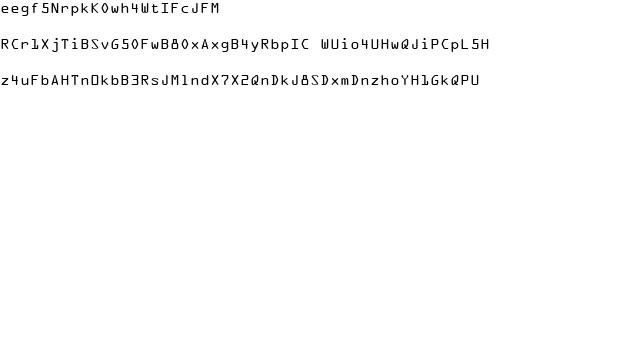 eegf5NrpkK0wh4WtIFcJFM
RCr1XjTiBSvG50FwB80xAxgB4yRbpIC WUio4UHwQJiPCpL5H
z4uFbAHTnOkbB3RsJM1ndX7X2QnDkJ8SDxmDnzhoYH1GkQPU